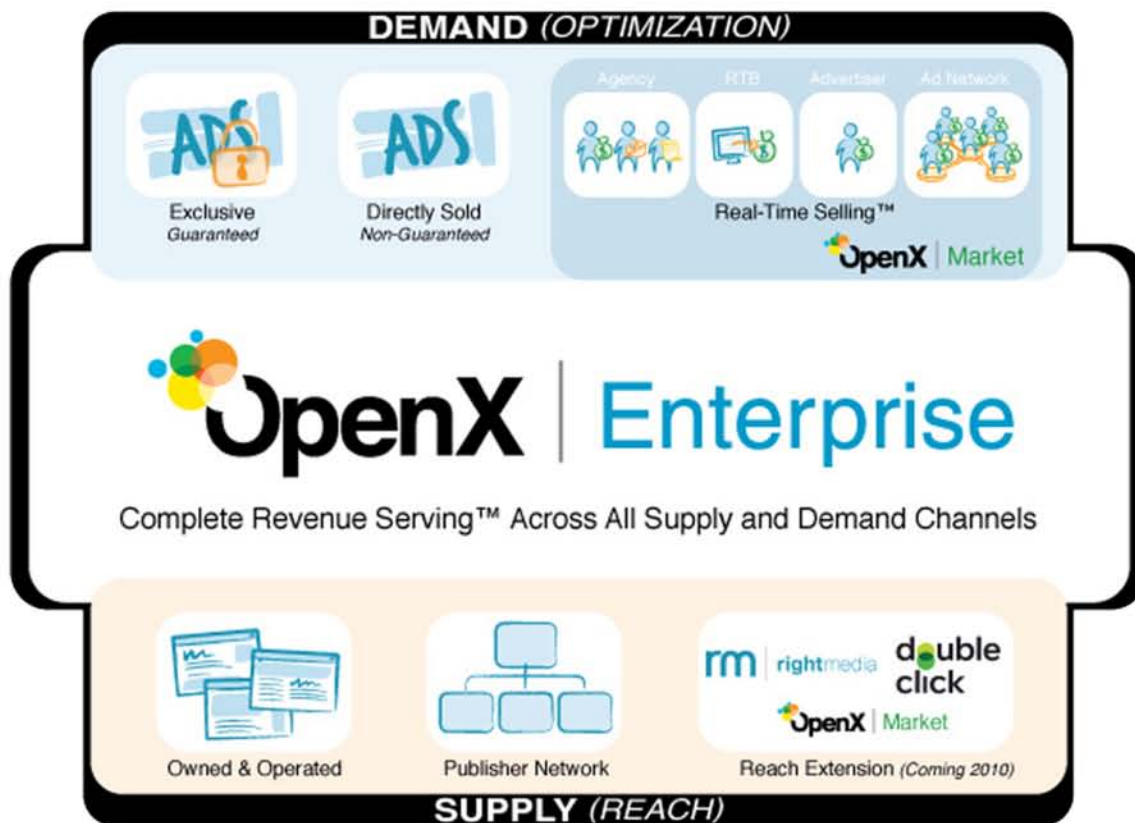 DEMAND (OPTIMIZATION)
Agency RTB Advertiser Ad Network
ADS ADS
Exclusive
Guaranteed
Directly Sold
Non-Guaranteed
Real-Time Selling™
OpenX | Market
OpenX | Enterprise
Complete Revenue Serving™ Across All Supply and Demand Channels
rm | rightmedia
double
click
OpenX | Market
Owned & Operated
Publisher Network
Reach Extension (Coming 2010)
SUPPLY (REACH)